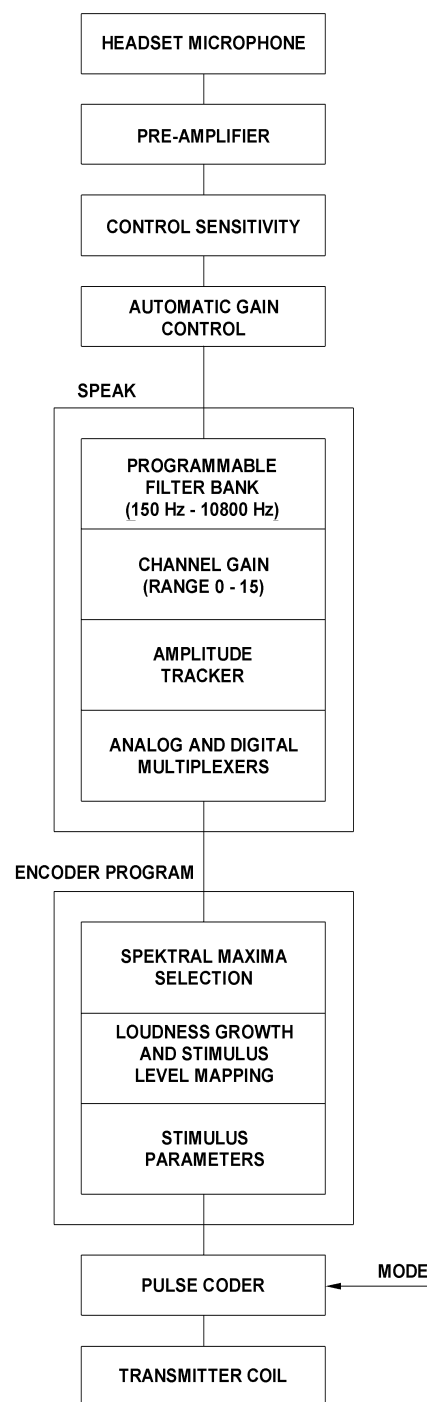 HEADSET MICROPHONE
PRE-AMPLIFIER
CONTROL SENSITIVITY
AUTOMATIC GAIN
CONTROL
SPEAK
PROGRAMMABLE
FILTER BANK
(150 Hz - 10800 Hz)
CHANNEL GAIN
(RANGE 0 - 15)
AMPLITUDE
TRACKER
ANALOG AND DIGITAL
MULTIPLEXERS
ENCODER PROGRAM
SPEKTRAL MAXIMA
SELECTION
LOUDNESS GROWTH
AND STIMULUS
LEVEL MAPPING
STIMULUS
PARAMETERS
MODE
PULSE CODER
TRANSMITTER COIL